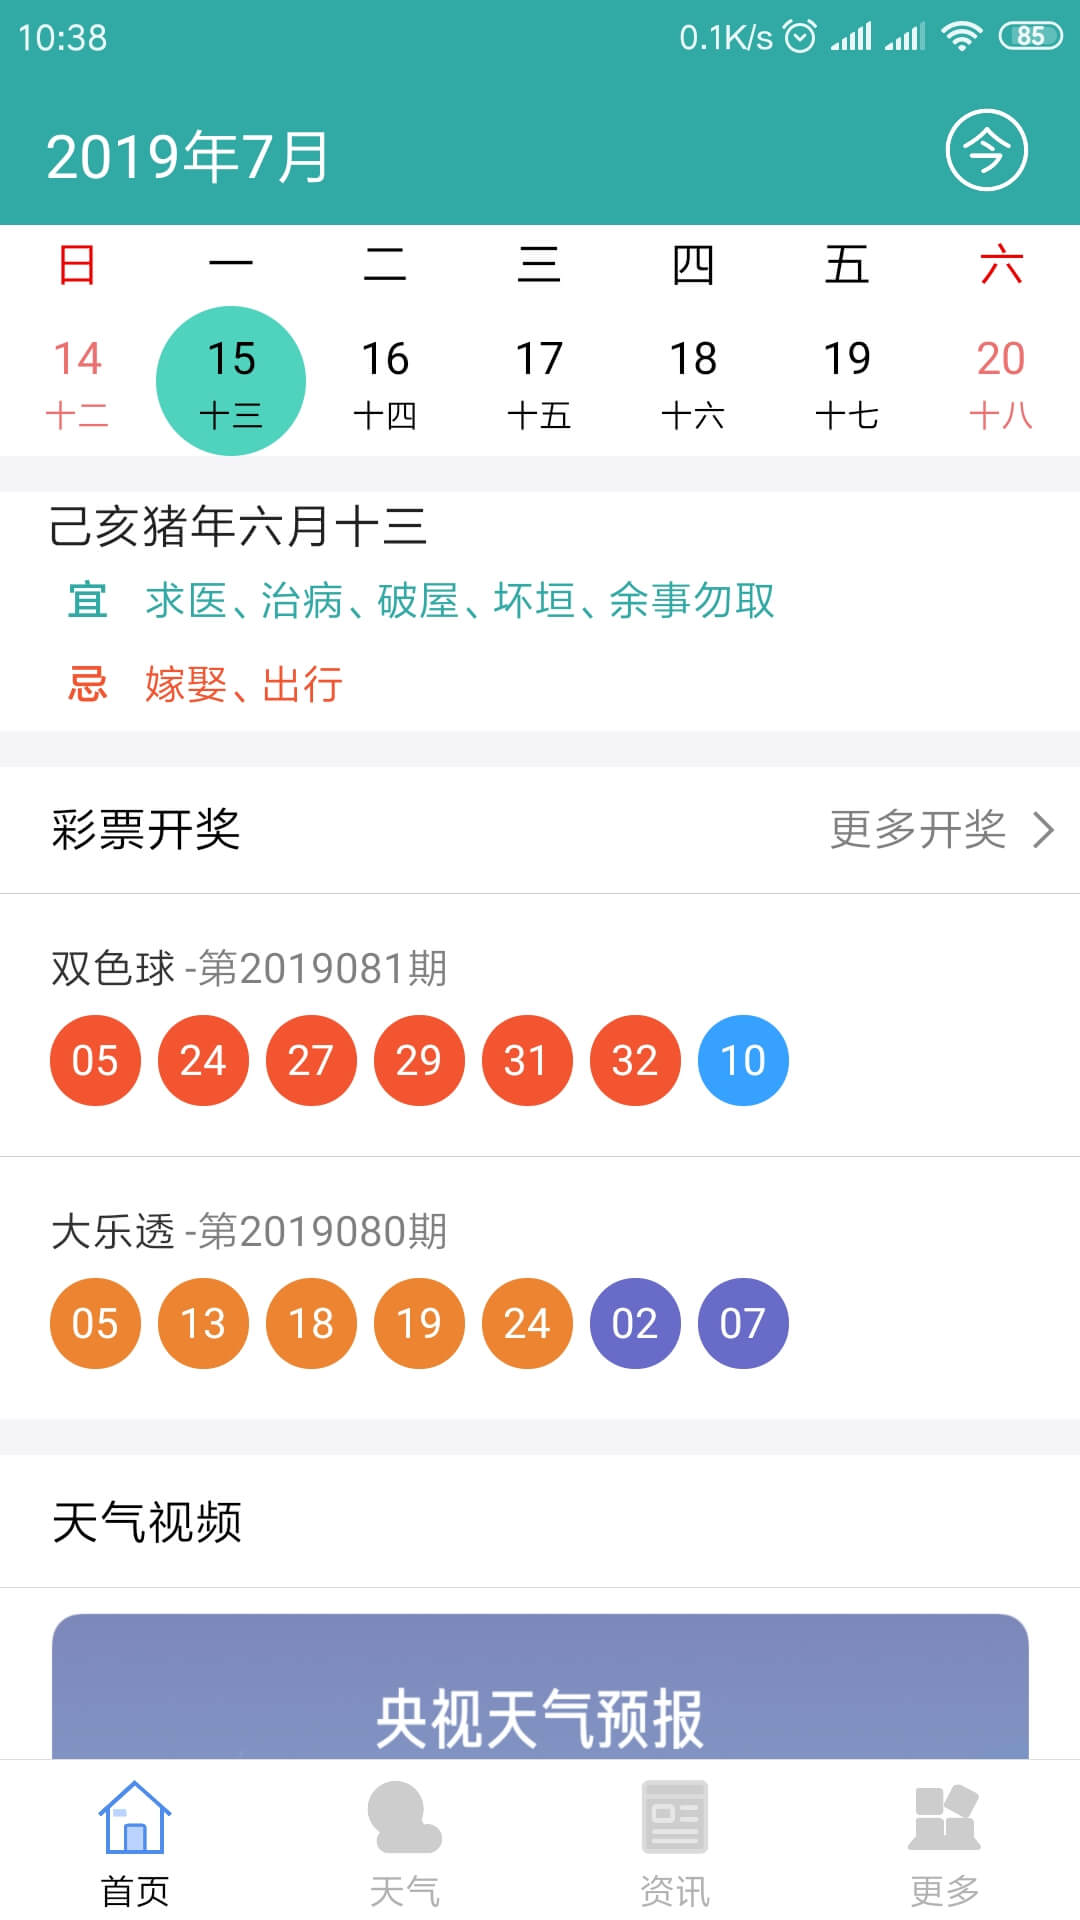 10:38 0.1K/s 85
2019年7月 今
日 一 二 三 四 五 六
14 15 16 17 18 19 20
十二 十三 十四 十五 十六 十七 十八
己亥猪年六月十三
宜 求医、治病、破屋、坏垣、余事勿取
忌 嫁娶、出行
彩票开奖 更多开奖
双色球 -第2019081期
05 24 27 29 31 32 10
大乐透 -第2019080期
05 13 18 19 24 02 07
天气视频
央视天气预报
首页 天气 资讯 更多